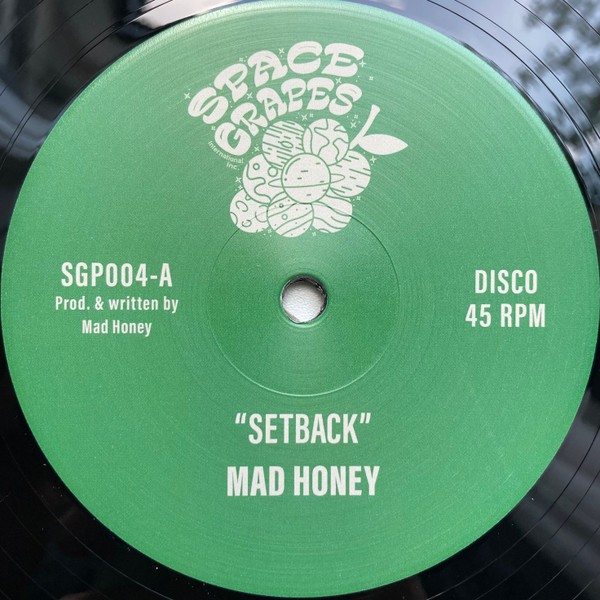 SPACE
GRAPES
International
Inc.
SGP004-A
Prod. & written by
Mad Honey
DISCO
45 RPM
“SETBACK”
MAD HONEY